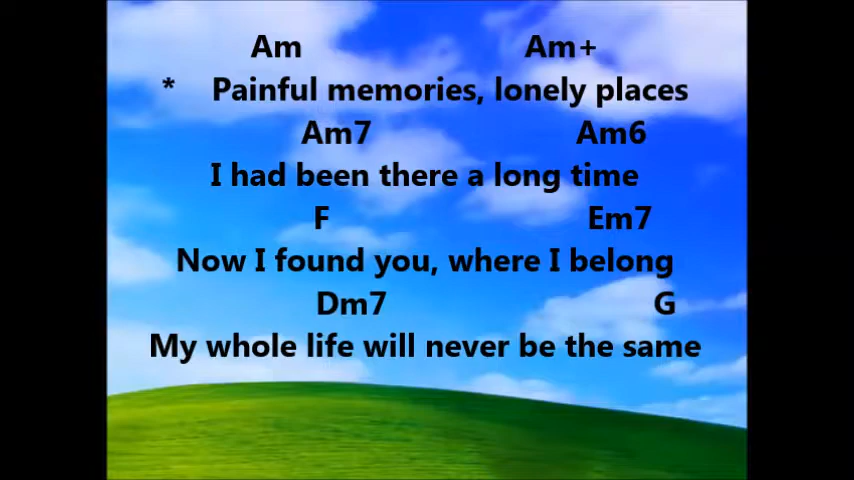 Am Am+
* Painful memories, lonely places
Am7 Am6
I had been there a long time
F Em7
Now I found you, where I belong
Dm7 G
My whole life will never be the same